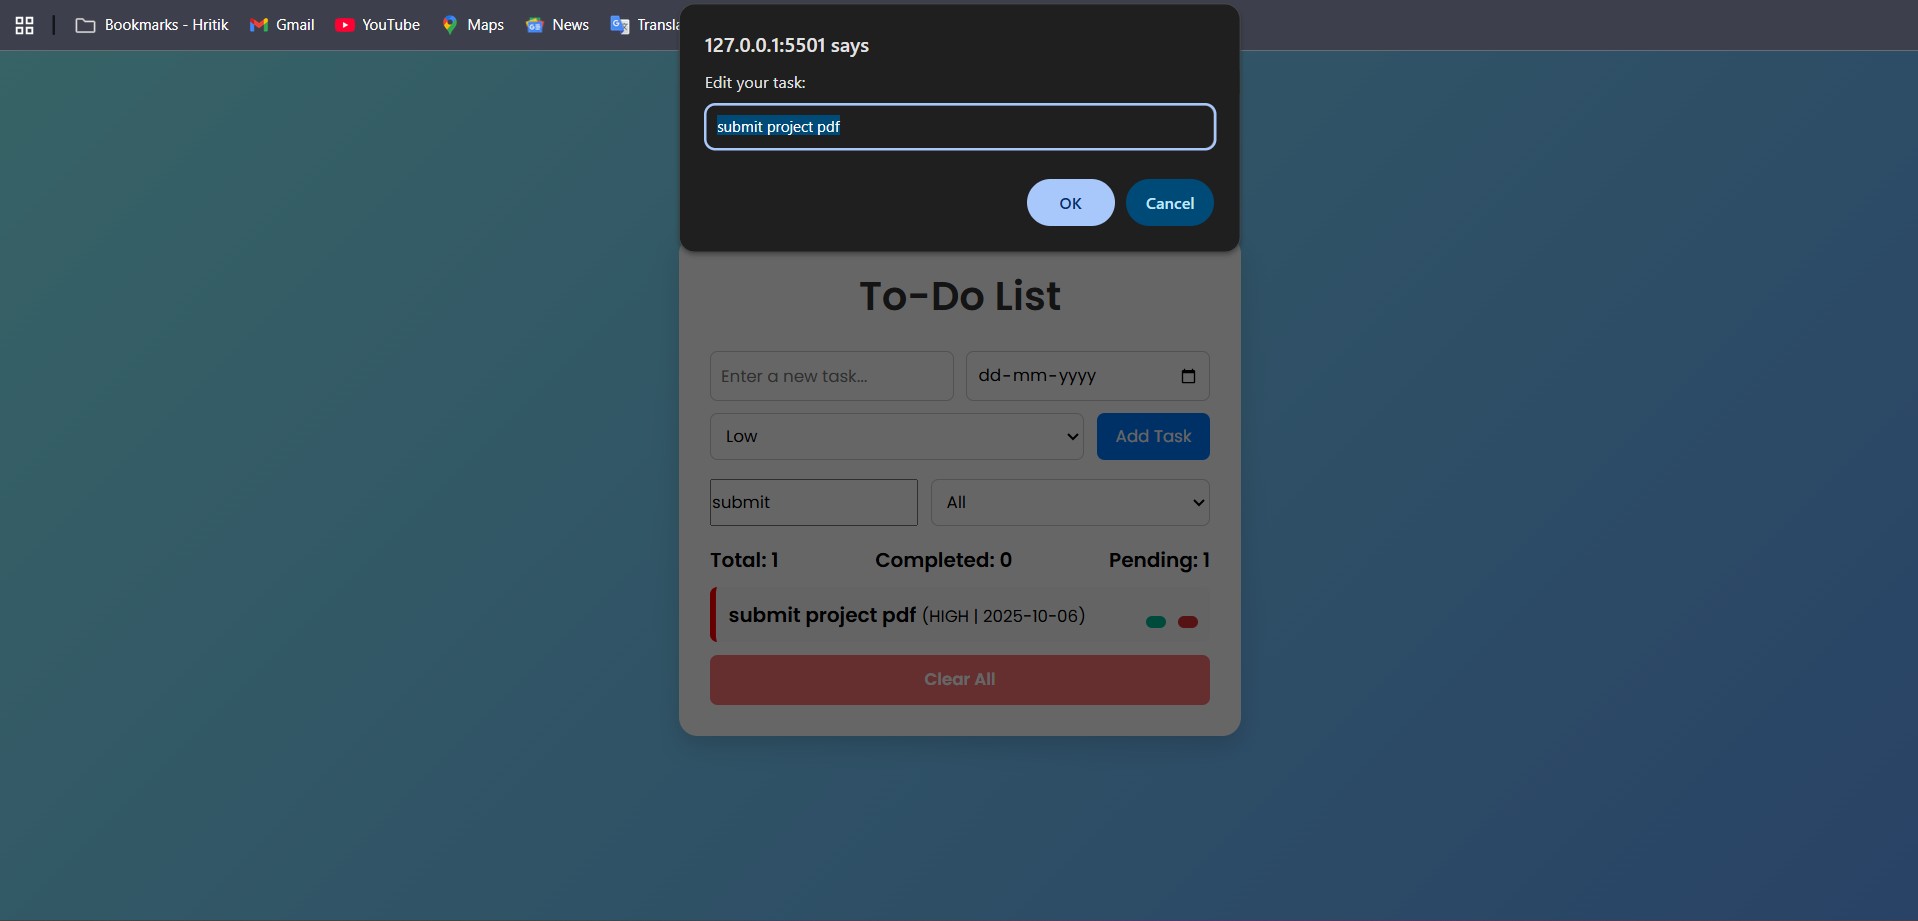 Bookmarks - Hritik Gmail YouTube Maps News Transla
127.0.0.1:5501 says
Edit your task:
submit project pdf
OK Cancel
To-Do List
Enter a new task... dd-mm-yyyy
Low Add Task
submit All
Total: 1 Completed: 0 Pending: 1
submit project pdf (HIGH | 2025-10-06)
Clear All